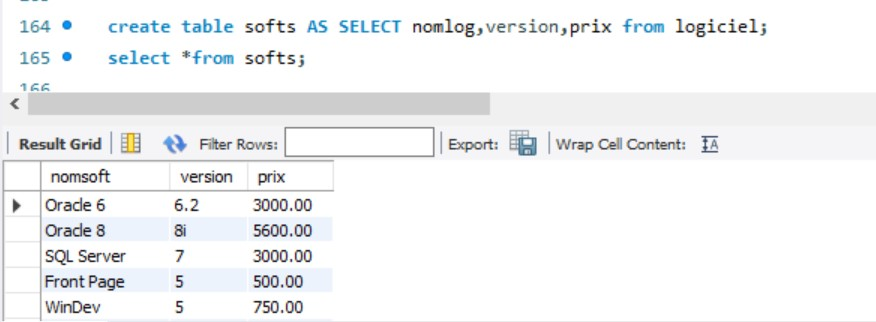 164 create table softs AS SELECT nomlog,version,prix from logiciel;
165 select *from softs;
166
Result Grid Filter Rows: Export: Wrap Cell Content:
nomsoft version prix
Oracle 6 6.2 3000.00
Oracle 8 8i 5600.00
SQL Server 7 3000.00
Front Page 5 500.00
WinDev 5 750.00